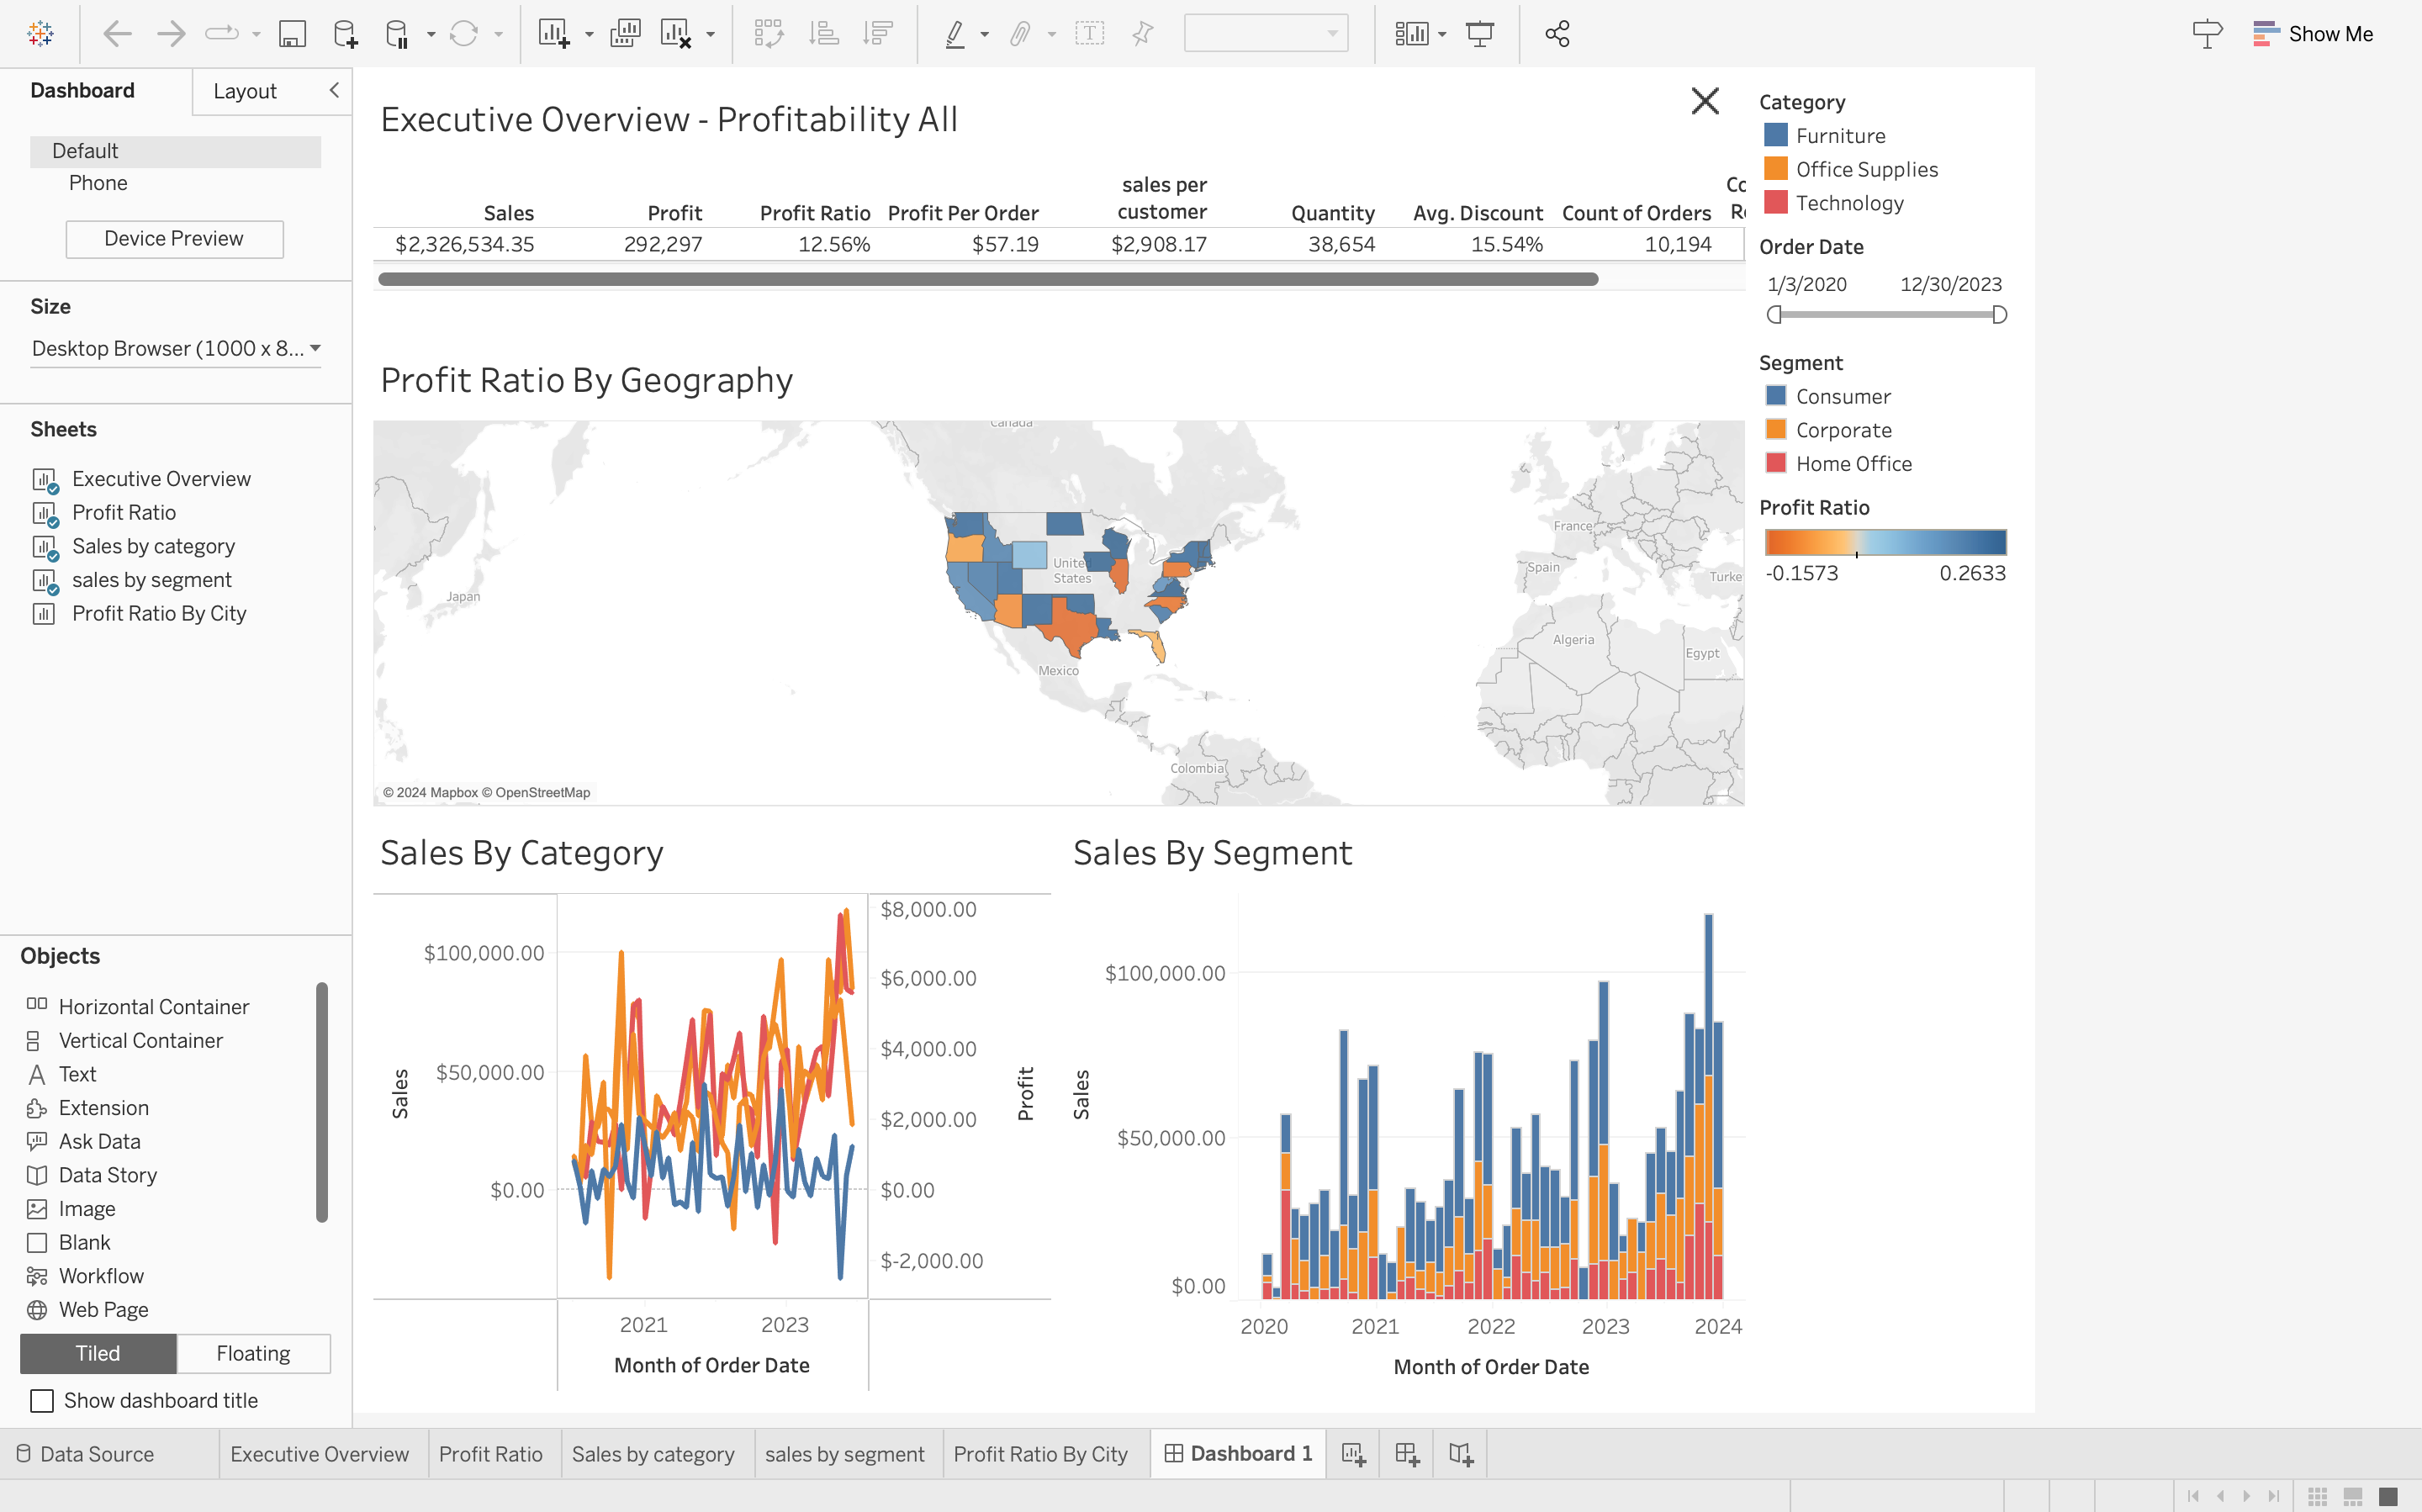 Show Me
Dashboard
Layout
Default
Phone
Device Preview
Size
Desktop Browser (1000 x 8...
Sheets
Executive Overview
Profit Ratio
Sales by category
sales by segment
Profit Ratio By City
Objects
Horizontal Container
Vertical Container
Text
Extension
Ask Data
Data Story
Image
Blank
Workflow
Web Page
Tiled Floating
Show dashboard title
Executive Overview - Profitability All
Sales Profit Profit Ratio Profit Per Order sales per customer Quantity Avg. Discount Count of Orders
$2,326,534.35 292,297 12.56% $57.19 $2,908.17 38,654 15.54% 10,194
Profit Ratio By Geography
Canada
United States
Japan
Mexico
Colombia
France
Spain
Turke
Algeria
Egypt
© 2024 Mapbox © OpenStreetMap
Sales By Category
Sales
$100,000.00
$50,000.00
$0.00
$8,000.00
$6,000.00
$4,000.00
$2,000.00
$0.00
$-2,000.00
Profit
2021 2023
Month of Order Date
Sales By Segment
Sales
$100,000.00
$50,000.00
$0.00
2020 2021 2022 2023 2024
Month of Order Date
Category
Furniture
Office Supplies
Technology
Order Date
1/3/2020 12/30/2023
Segment
Consumer
Corporate
Home Office
Profit Ratio
-0.1573 0.2633
Data Source Executive Overview Profit Ratio Sales by category sales by segment Profit Ratio By City Dashboard 1